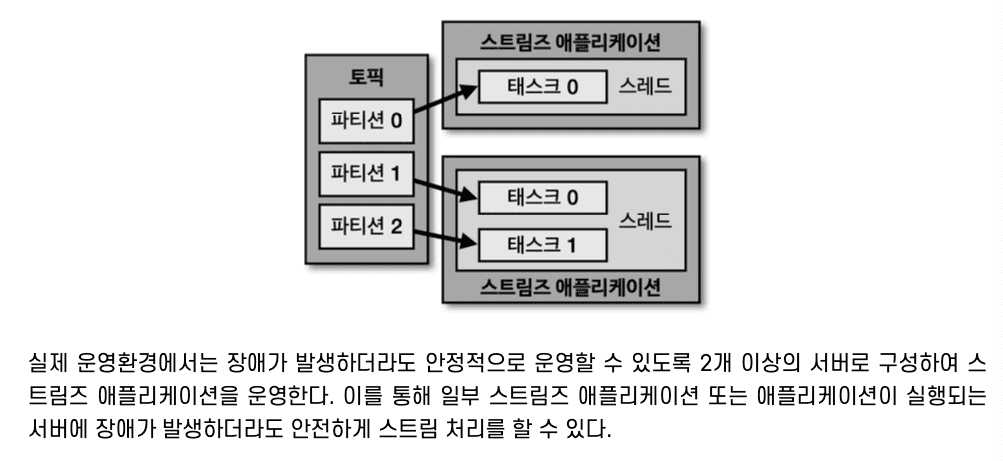 스트림즈 애플리케이션
토픽
태스크 0
스레드
파티션 0
파티션 1
태스크 0
스레드
파티션 2
태스크 1
스트림즈 애플리케이션
실제 운영환경에서는 장애가 발생하더라도 안정적으로 운영할 수 있도록 2개 이상의 서버로 구성하여 스
트림즈 애플리케이션을 운영한다. 이를 통해 일부 스트림즈 애플리케이션 또는 애플리케이션이 실행되는
서버에 장애가 발생하더라도 안전하게 스트림 처리를 할 수 있다.